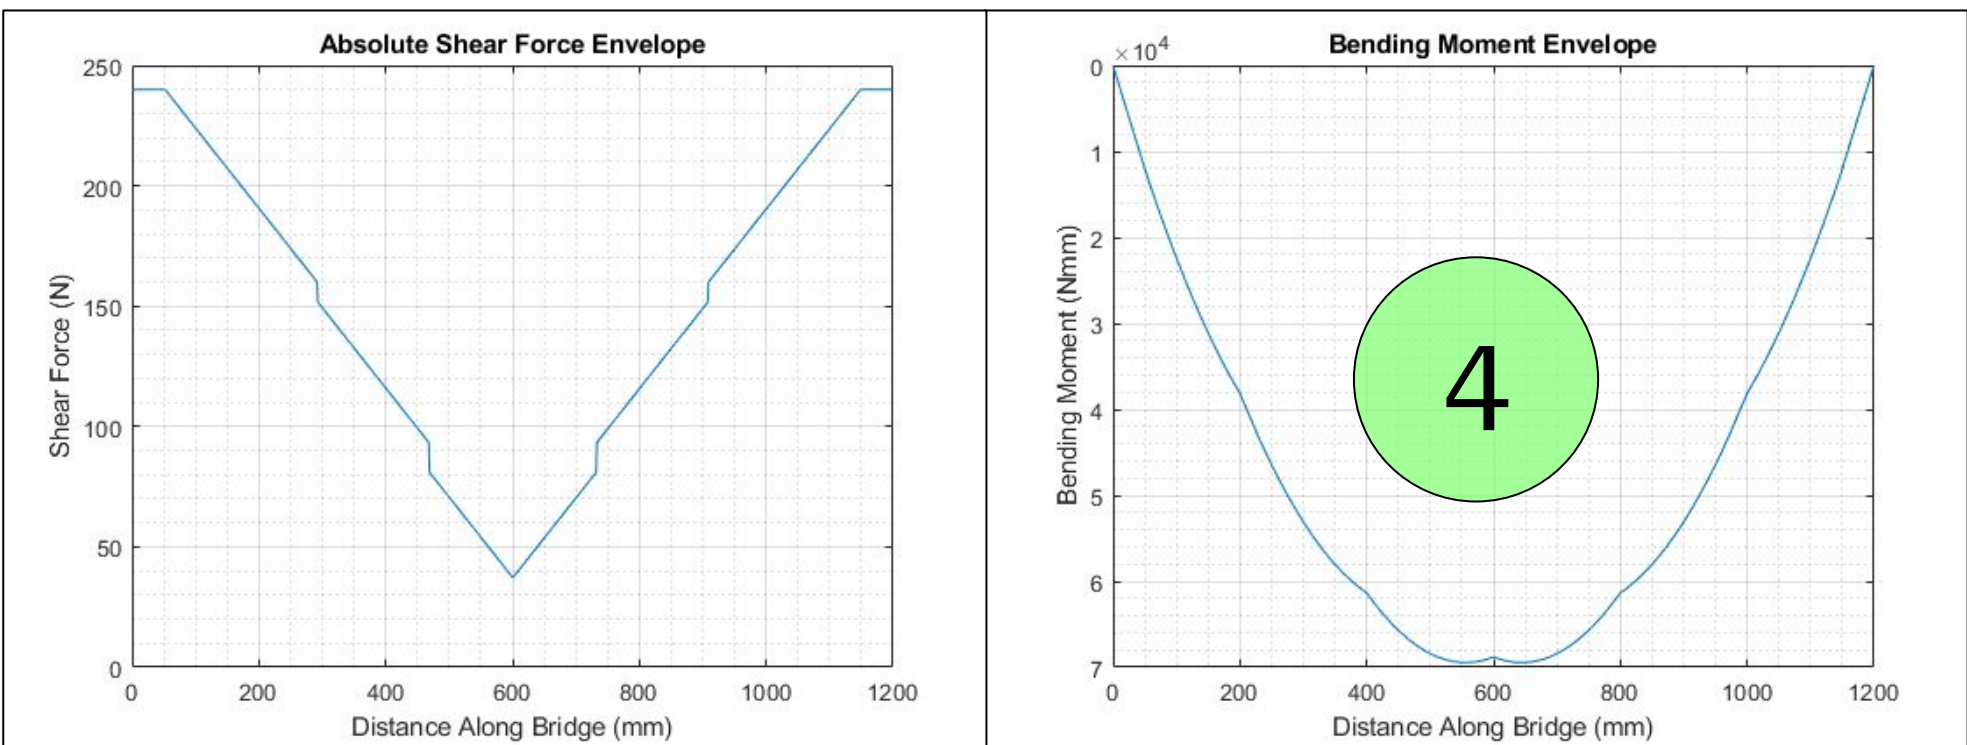 Absolute Shear Force Envelope
250
200
150
100
50
0
Shear Force (N)
0 200 400 600 800 1000 1200
Distance Along Bridge (mm)
Bending Moment Envelope
×10⁴
0
1
2
3
4
5
6
7
Bending Moment (Nmm)
4
0 200 400 600 800 1000 1200
Distance Along Bridge (mm)